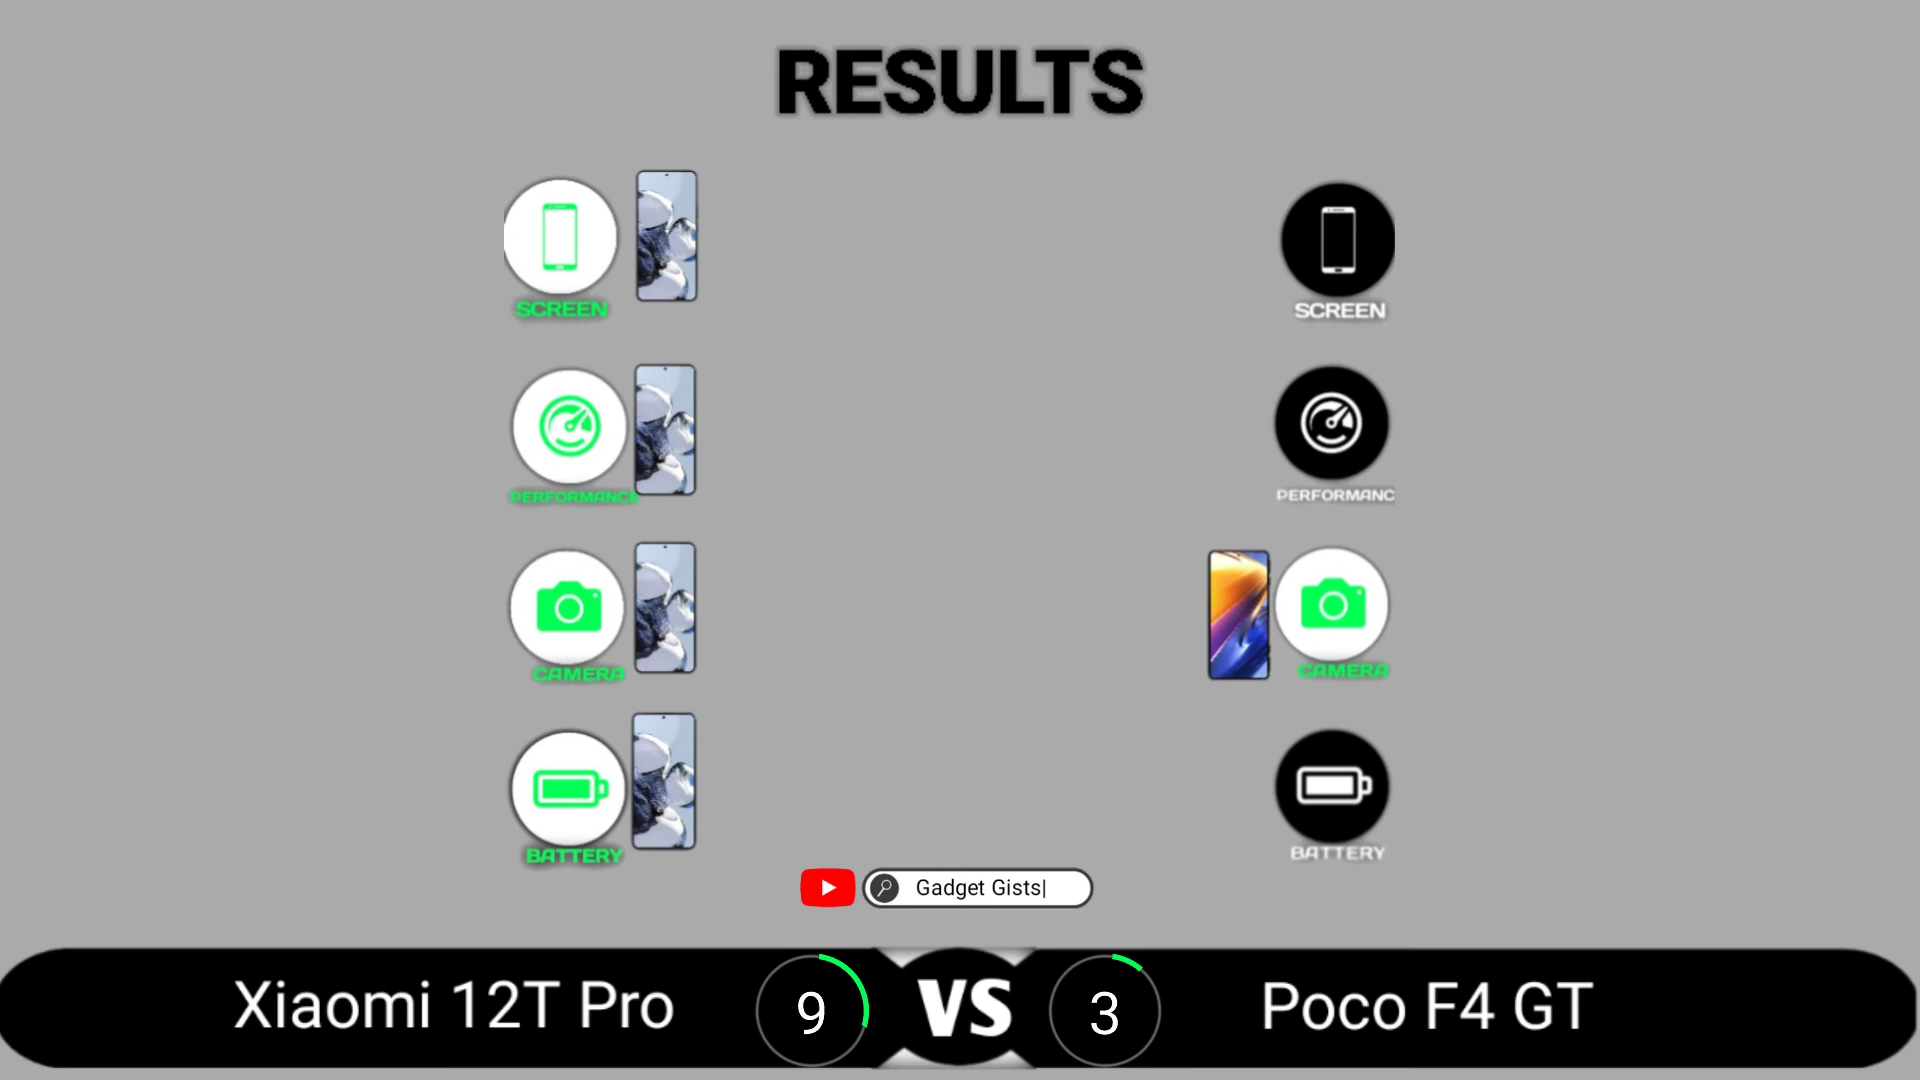 RESULTS
SCREEN
SCREEN
PERFORMANCE
PERFORMANC
CAMERA
CAMERA
BATTERY
BATTERY
Gadget Gists|
Xiaomi 12T Pro 9 VS 3 Poco F4 GT